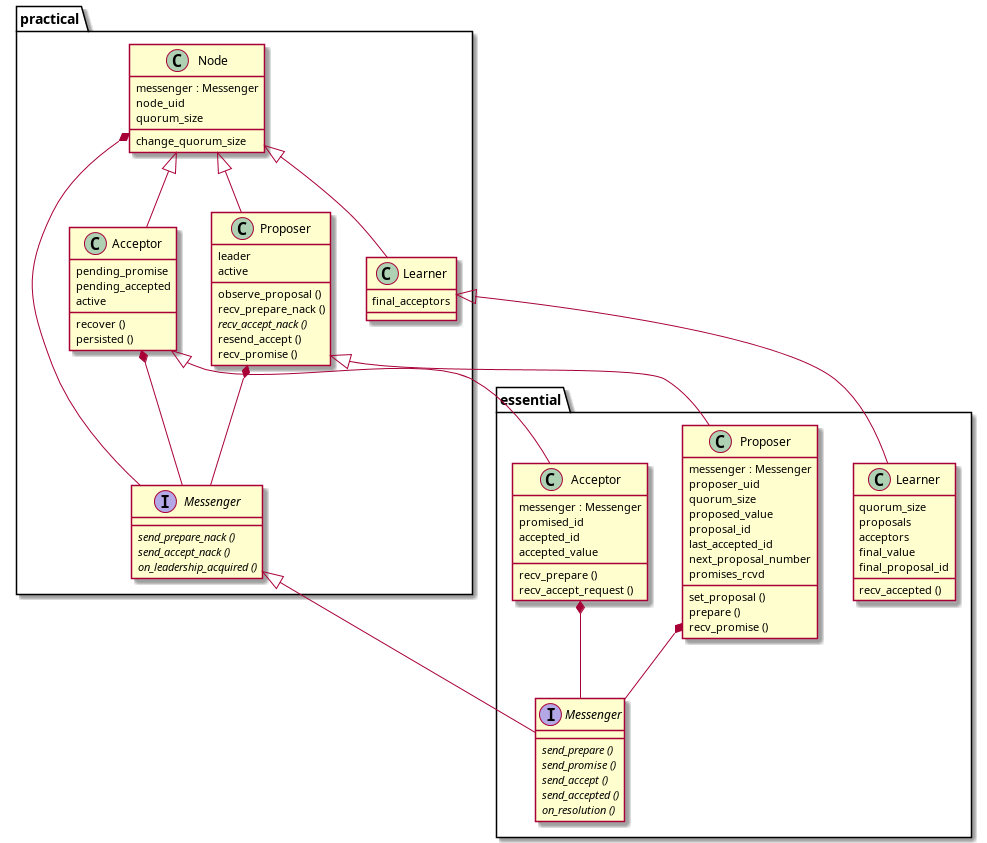 practical
C Node
messenger : Messenger
node_uid
quorum_size
change_quorum_size
C Acceptor
pending_promise
pending_accepted
active
recover ()
persisted ()
C Proposer
leader
active
observe_proposal ()
recv_prepare_nack ()
recv_accept_nack ()
resend_accept ()
recv_promise ()
C Learner
final_acceptors
I Messenger
send_prepare_nack ()
send_accept_nack ()
on_leadership_acquired ()
essential
C Acceptor
messenger : Messenger
promised_id
accepted_id
accepted_value
recv_prepare ()
recv_accept_request ()
C Proposer
messenger : Messenger
proposer_uid
quorum_size
proposed_value
proposal_id
last_accepted_id
next_proposal_number
promises_rcvd
set_proposal ()
prepare ()
recv_promise ()
C Learner
quorum_size
proposals
acceptors
final_value
final_proposal_id
recv_accepted ()
I Messenger
send_prepare ()
send_promise ()
send_accept ()
send_accepted ()
on_resolution ()